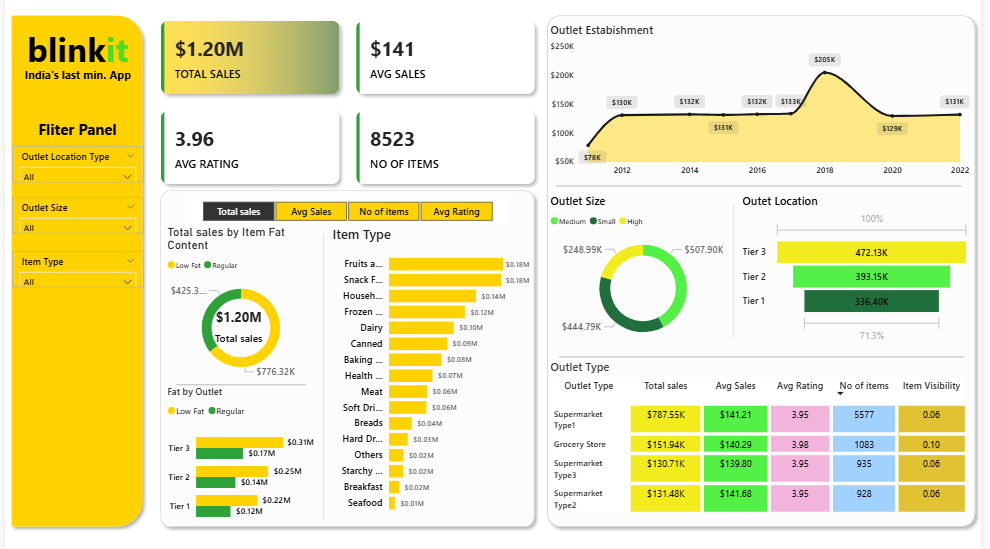 blinkit
India's last min. App
Fliter Panel
Outlet Location Type
All
Outlet Size
All
Item Type
All
$1.20M
TOTAL SALES
$141
AVG SALES
3.96
AVG RATING
8523
NO OF ITEMS
Total sales
Avg Sales
No of items
Avg Rating
Total sales by Item Fat
Content
Low Fat
Regular
$425.3...
$1.20M
Total sales
$776.32K
Fat by Outlet
Low Fat
Regular
Tier 3
$0.31M
$0.17M
Tier 2
$0.25M
$0.14M
Tier 1
$0.22M
$0.12M
Item Type
Fruits a... $0.18M
Snack F... $0.18M
Househ... $0.14M
Frozen ... $0.12M
Dairy $0.10M
Canned $0.09M
Baking ... $0.08M
Health ... $0.07M
Meat $0.06M
Soft Dri... $0.06M
Breads $0.04M
Hard Dr... $0.03M
Others $0.02M
Starchy ... $0.02M
Breakfast $0.02M
Seafood $0.01M
Outlet Estabishment
$250K
$200K
$150K
$100K
$50K
$78K
$130K
$132K
$131K
$132K
$133K
$205K
$129K
$131K
2012 2014 2016 2018 2020 2022
Outlet Size
Medium Small High
$248.99K
$507.90K
$444.79K
Outet Location
100%
Tier 3 472.13K
Tier 2 393.15K
Tier 1 336.40K
71.3%
Outlet Type
Outlet Type Total sales Avg Sales Avg Rating No of items Item Visibility
Supermarket $787.55K $141.21 3.95 5577 0.06
Type1
Grocery Store $151.94K $140.29 3.98 1083 0.10
Supermarket $130.71K $139.80 3.95 935 0.06
Type3
Supermarket $131.48K $141.68 3.95 928 0.06
Type2